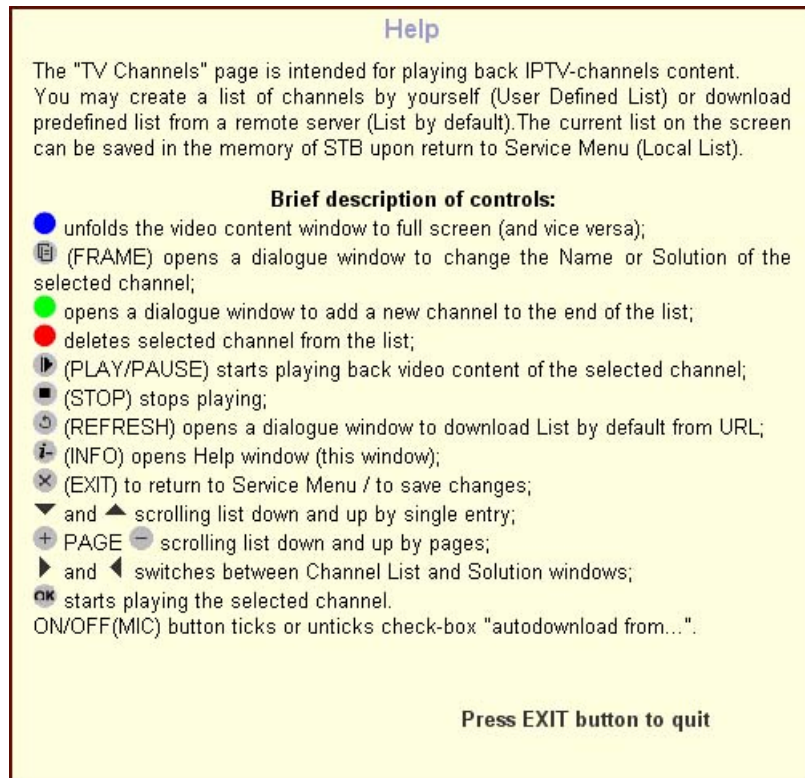 Help
The "TV Channels" page is intended for playing back IPTV-channels content.
You may create a list of channels by yourself (User Defined List) or download
predefined list from a remote server (List by default).The current list on the screen
can be saved in the memory of STB upon return to Service Menu (Local List).
Brief description of controls:
unfolds the video content window to full screen (and vice versa);
(FRAME) opens a dialogue window to change the Name or Solution of the
selected channel;
opens a dialogue window to add a new channel to the end of the list;
deletes selected channel from the list;
(PLAY/PAUSE) starts playing back video content of the selected channel;
(STOP) stops playing;
(REFRESH) opens a dialogue window to download List by default from URL;
i- (INFO) opens Help window (this window);
(EXIT) to return to Service Menu / to save changes;
and scrolling list down and up by single entry;
+ PAGE - scrolling list down and up by pages;
and switches between Channel List and Solution windows;
OK starts playing the selected channel.
ON/OFF(MIC) button ticks or unticks check-box "autodownload from...".
Press EXIT button to quit